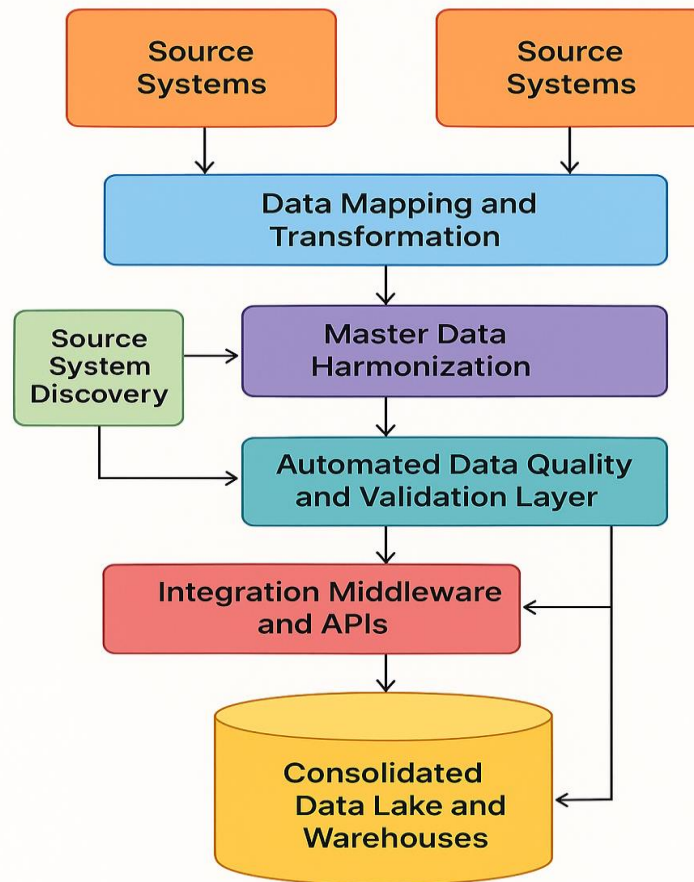 Source
Systems
Source
Systems
Data Mapping and
Transformation
Source
System
Discovery
Master Data
Harmonization
Automated Data Quality
and Validation Layer
Integration Middleware
and APIs
Consolidated
Data Lake and
Warehouses